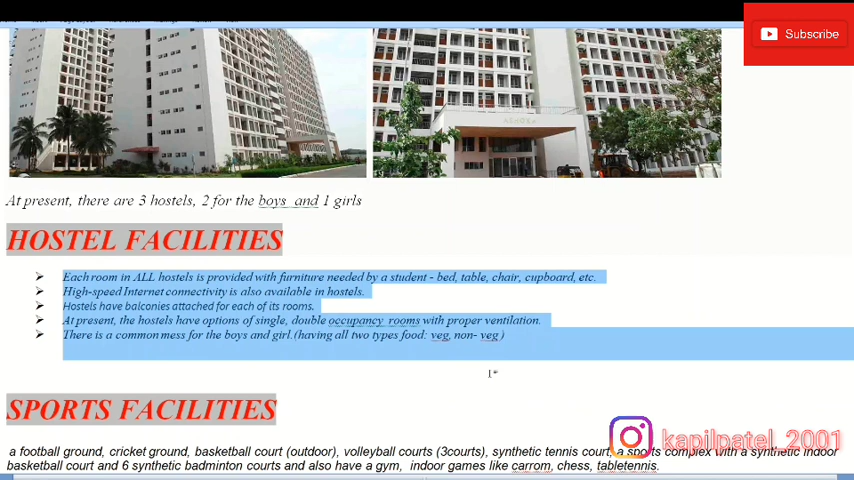 Subscribe
ASHOKA
At present, there are 3 hostels, 2 for the boys and 1 girls
HOSTEL FACILITIES
Each room in ALL hostels is provided with furniture needed by a student - bed, table, chair, cupboard, etc.
High-speed Internet connectivity is also available in hostels.
Hostels have balconies attached for each of its rooms.
At present, the hostels have options of single, double occupancy rooms with proper ventilation.
There is a common mess for the boys and girl.(having all two types food: veg, non- veg )
SPORTS FACILITIES
a football ground, cricket ground, basketball court (outdoor), volleyball courts (3courts), synthetic tennis court, a sports complex with a synthetic indoor
basketball court and 6 synthetic badminton courts and also have a gym, indoor games like carrom, chess, tabletennis.
kapilpatel_2001